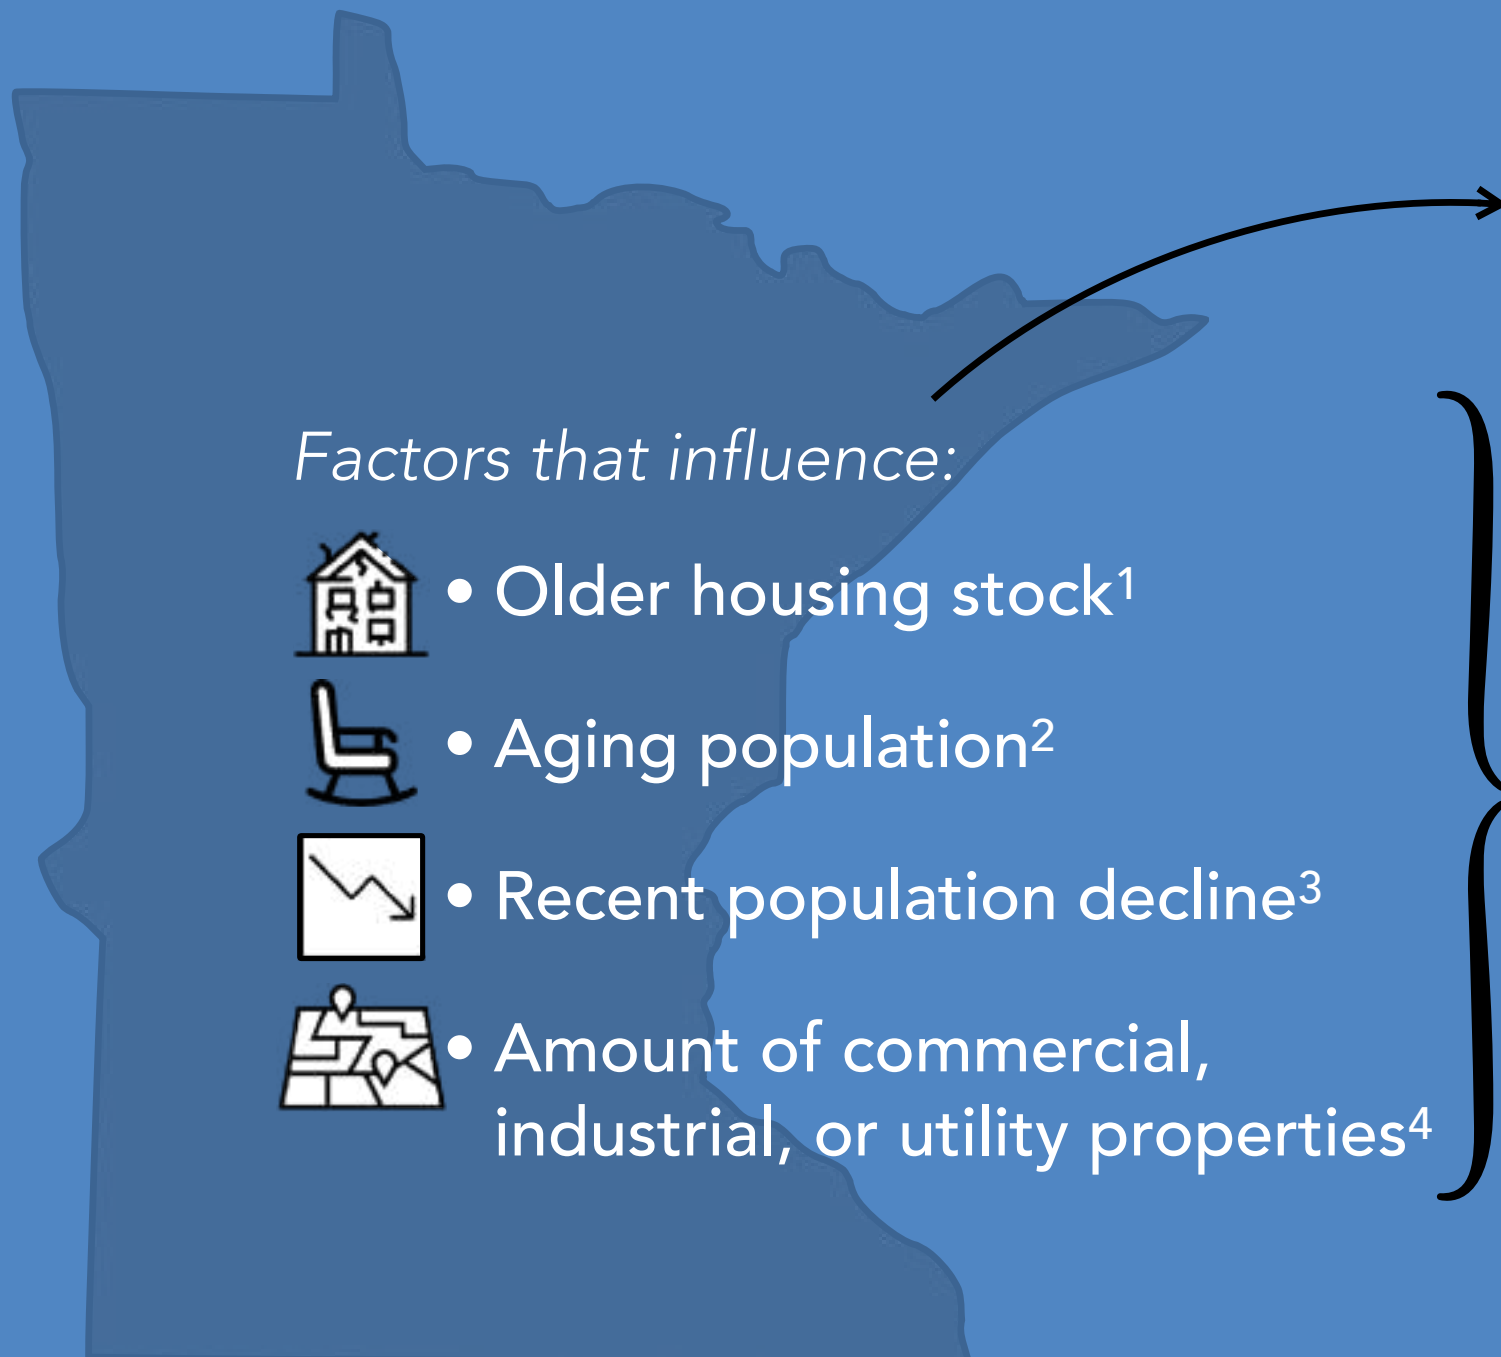 Factors that influence:
• Older housing stock¹
• Aging population²
• Recent population decline³
• Amount of commercial,
industrial, or utility properties⁴